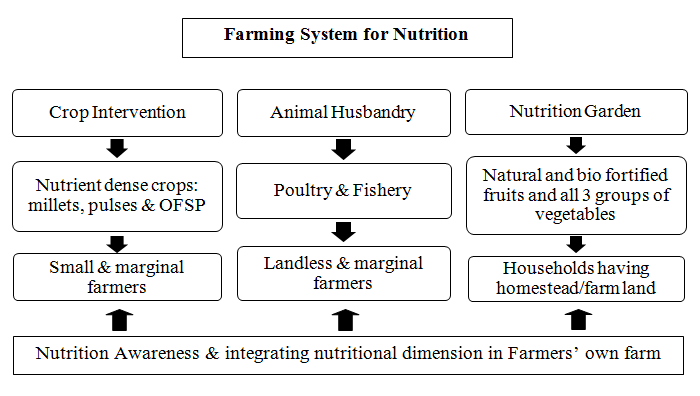 Farming System for Nutrition
Crop Intervention
Nutrient dense crops:
millets, pulses & OFSP
Small & marginal
farmers
Animal Husbandry
Poultry & Fishery
Landless & marginal
farmers
Nutrition Garden
Natural and bio fortified
fruits and all 3 groups of
vegetables
Households having
homestead/farm land
Nutrition Awareness & integrating nutritional dimension in Farmers’ own farm